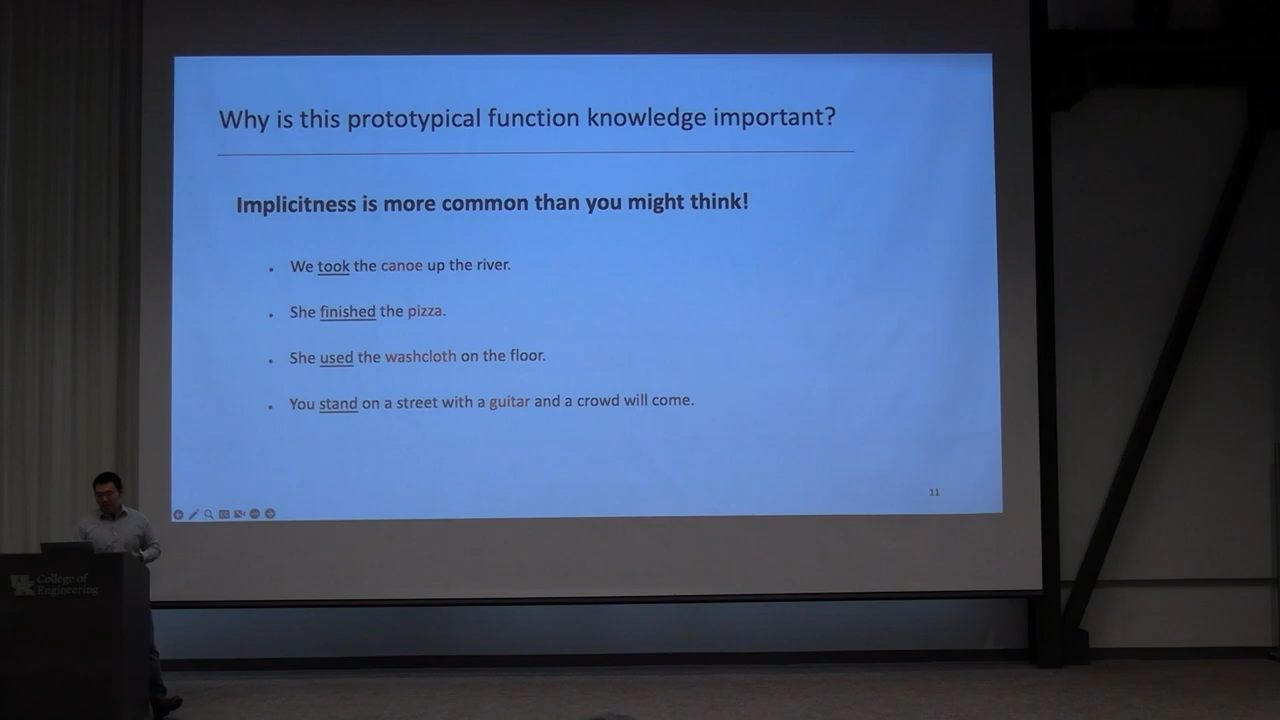 Why is this prototypical function knowledge important?
Implicitness is more common than you might think!
• We took the canoe up the river.
• She finished the pizza.
• She used the washcloth on the floor.
• You stand on a street with a guitar and a crowd will come.
11
UK College of
Engineering